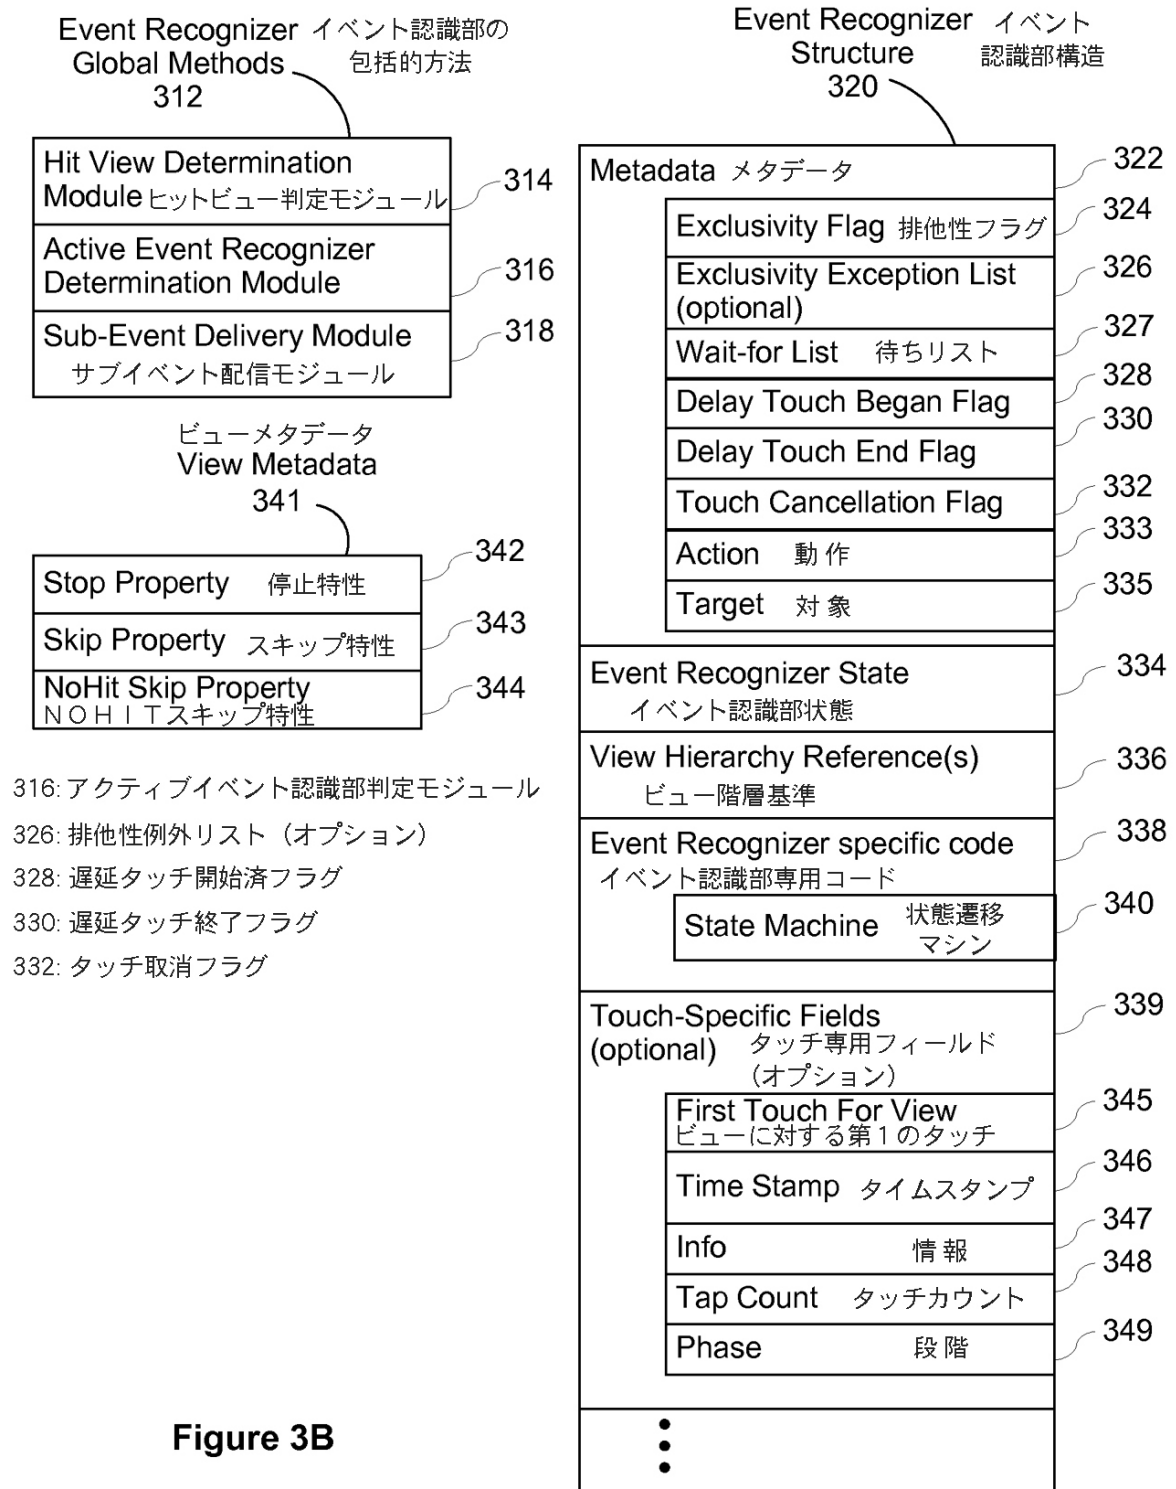 Event Recognizer イベント認識部の
Global Methods 包括的方法
312
Hit View Determination
Module ヒットビュー判定モジュール
314
Active Event Recognizer
Determination Module
316
Sub-Event Delivery Module
サブイベント配信モジュール
318
ビューメタデータ
View Metadata
341
Stop Property 停止特性
342
Skip Property スキップ特性
343
NoHit Skip Property
NOHITスキップ特性
344
316: アクティブイベント認識部判定モジュール
326: 排他性例外リスト（オプション）
328: 遅延タッチ開始済フラグ
330: 遅延タッチ終了フラグ
332: タッチ取消フラグ
Figure 3B
Event Recognizer イベント
Structure 認識部構造
320
Metadata メタデータ
322
Exclusivity Flag 排他性フラグ
324
Exclusivity Exception List
(optional)
326
Wait-for List 待ちリスト
327
Delay Touch Began Flag
328
Delay Touch End Flag
330
Touch Cancellation Flag
332
Action 動作
333
Target 対象
335
Event Recognizer State
イベント認識部状態
334
View Hierarchy Reference(s)
ビュー階層基準
336
Event Recognizer specific code
イベント認識部専用コード
338
State Machine 状態遷移
マシン
340
Touch-Specific Fields
(optional) タッチ専用フィールド
（オプション）
339
First Touch For View
ビューに対する第１のタッチ
345
Time Stamp タイムスタンプ
346
Info 情報
347
Tap Count タッチカウント
348
Phase 段階
349